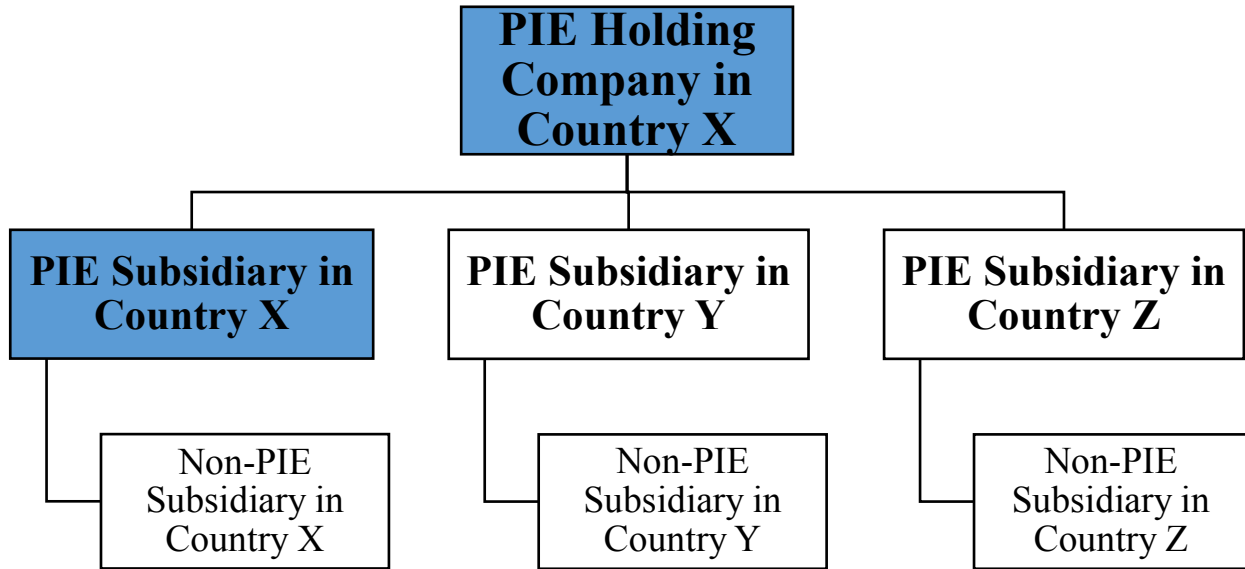 PIE Holding
Company in
Country X
PIE Subsidiary in
Country X
PIE Subsidiary in
Country Y
PIE Subsidiary in
Country Z
Non-PIE
Subsidiary in
Country X
Non-PIE
Subsidiary in
Country Y
Non-PIE
Subsidiary in
Country Z